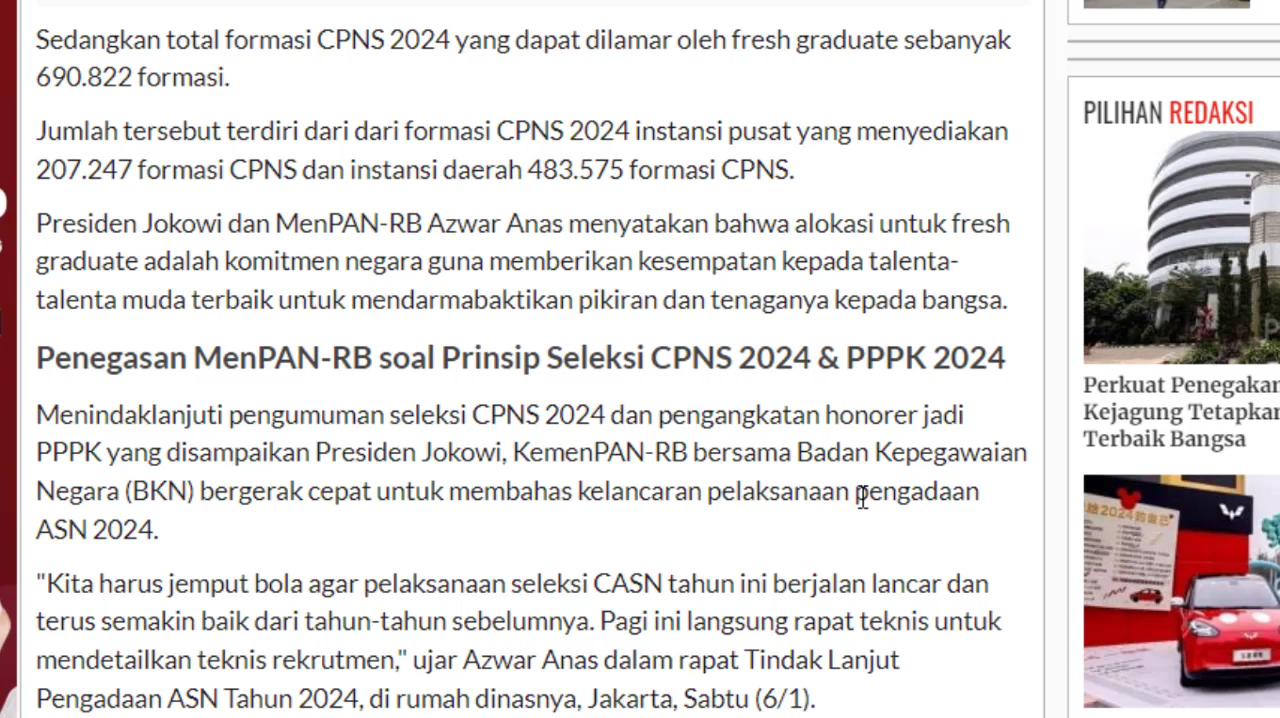 Sedangkan total formasi CPNS 2024 yang dapat dilamar oleh fresh graduate sebanyak
690.822 formasi.
Jumlah tersebut terdiri dari dari formasi CPNS 2024 instansi pusat yang menyediakan
207.247 formasi CPNS dan instansi daerah 483.575 formasi CPNS.
Presiden Jokowi dan MenPAN-RB Azwar Anas menyatakan bahwa alokasi untuk fresh
graduate adalah komitmen negara guna memberikan kesempatan kepada talenta-
talenta muda terbaik untuk mendarmabaktikan pikiran dan tenaganya kepada bangsa.
Penegasan MenPAN-RB soal Prinsip Seleksi CPNS 2024 & PPPK 2024
Menindaklanjuti pengumuman seleksi CPNS 2024 dan pengangkatan honorer jadi
PPPK yang disampaikan Presiden Jokowi, KemenPAN-RB bersama Badan Kepegawaian
Negara (BKN) bergerak cepat untuk membahas kelancaran pelaksanaan pengadaan
ASN 2024.
"Kita harus jemput bola agar pelaksanaan seleksi CASN tahun ini berjalan lancar dan
terus semakin baik dari tahun-tahun sebelumnya. Pagi ini langsung rapat teknis untuk
mendetailkan teknis rekrutmen," ujar Azwar Anas dalam rapat Tindak Lanjut
Pengadaan ASN Tahun 2024, di rumah dinasnya, Jakarta, Sabtu (6/1).
PILIHAN REDAKSI
Perkuat Penegakan
Kejagung Tetapkan
Terbaik Bangsa